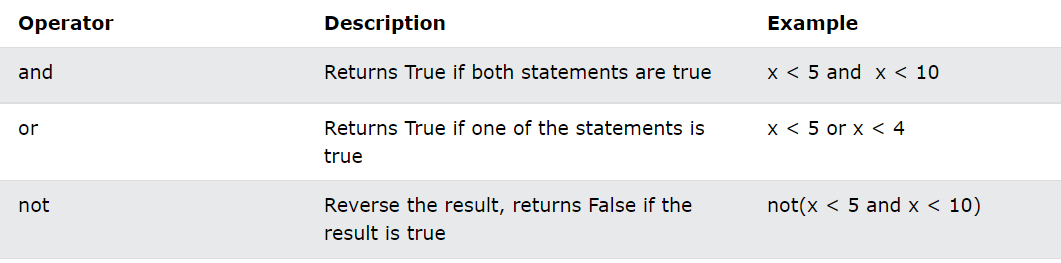 Operator Description Example
and Returns True if both statements are true x < 5 and  x < 10
or Returns True if one of the statements is x < 5 or x < 4
true
not Reverse the result, returns False if the not(x < 5 and x < 10)
result is true